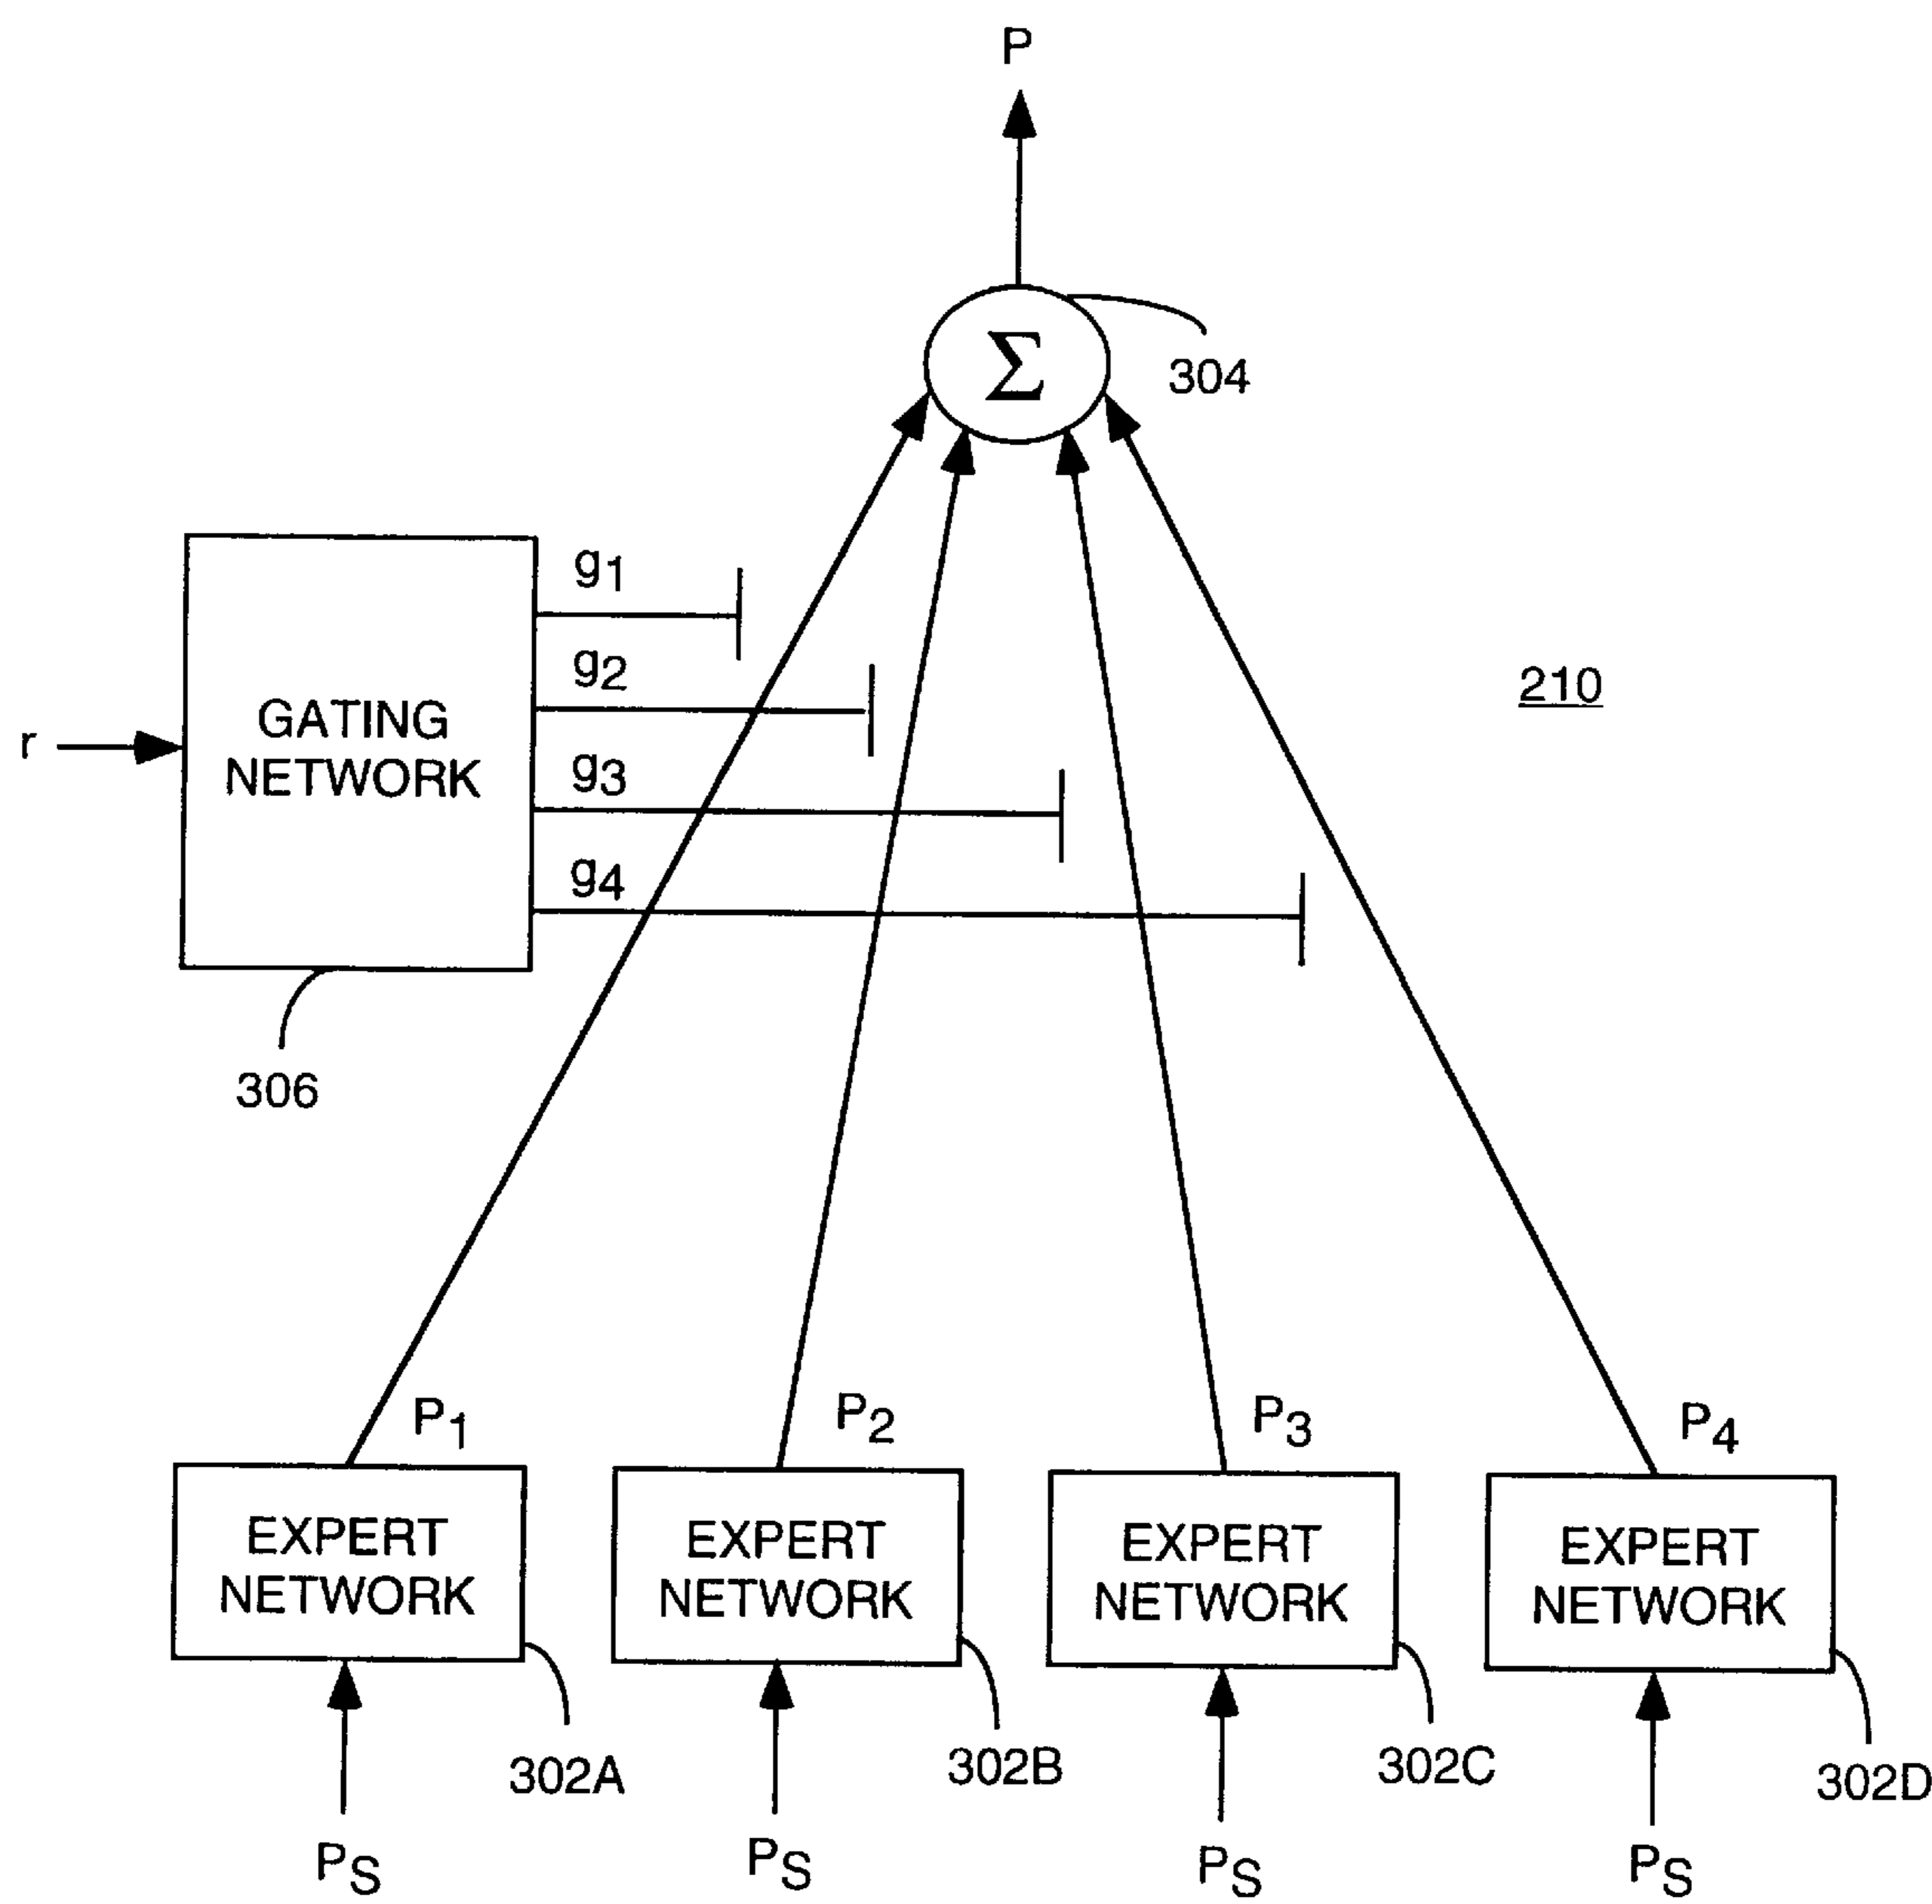 P
Σ
304
g1
g2
210
GATING
NETWORK
r
g3
g4
306
P1
P2
P3
P4
EXPERT
NETWORK
EXPERT
NETWORK
EXPERT
NETWORK
EXPERT
NETWORK
302A
302B
302C
302D
PS
PS
PS
PS